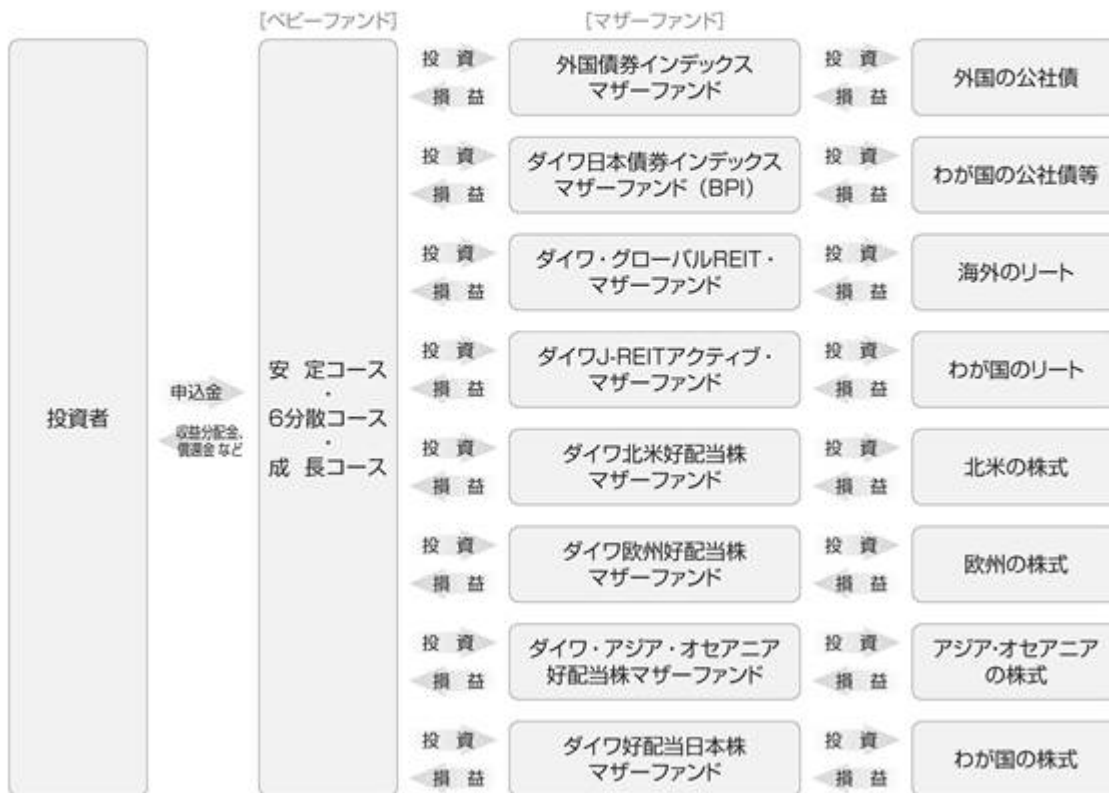 [ベビーファンド]
[マザーファンド]
投資者
申込金
収益分配金、
償還金 など
安 定コース
・
6分散コース
・
成 長コース
投 資
損 益
外国債券インデックス
マザーファンド
投 資
損 益
外国の公社債
投 資
損 益
ダイワ日本債券インデックス
マザーファンド（BPI）
投 資
損 益
わが国の公社債等
投 資
損 益
ダイワ・グローバルREIT・
マザーファンド
投 資
損 益
海外のリート
投 資
損 益
ダイワJ-REITアクティブ・
マザーファンド
投 資
損 益
わが国のリート
投 資
損 益
ダイワ北米好配当株
マザーファンド
投 資
損 益
北米の株式
投 資
損 益
ダイワ欧州好配当株
マザーファンド
投 資
損 益
欧州の株式
投 資
損 益
ダイワ・アジア・オセアニア
好配当株マザーファンド
投 資
損 益
アジア・オセアニア
の株式
投 資
損 益
ダイワ好配当日本株
マザーファンド
投 資
損 益
わが国の株式